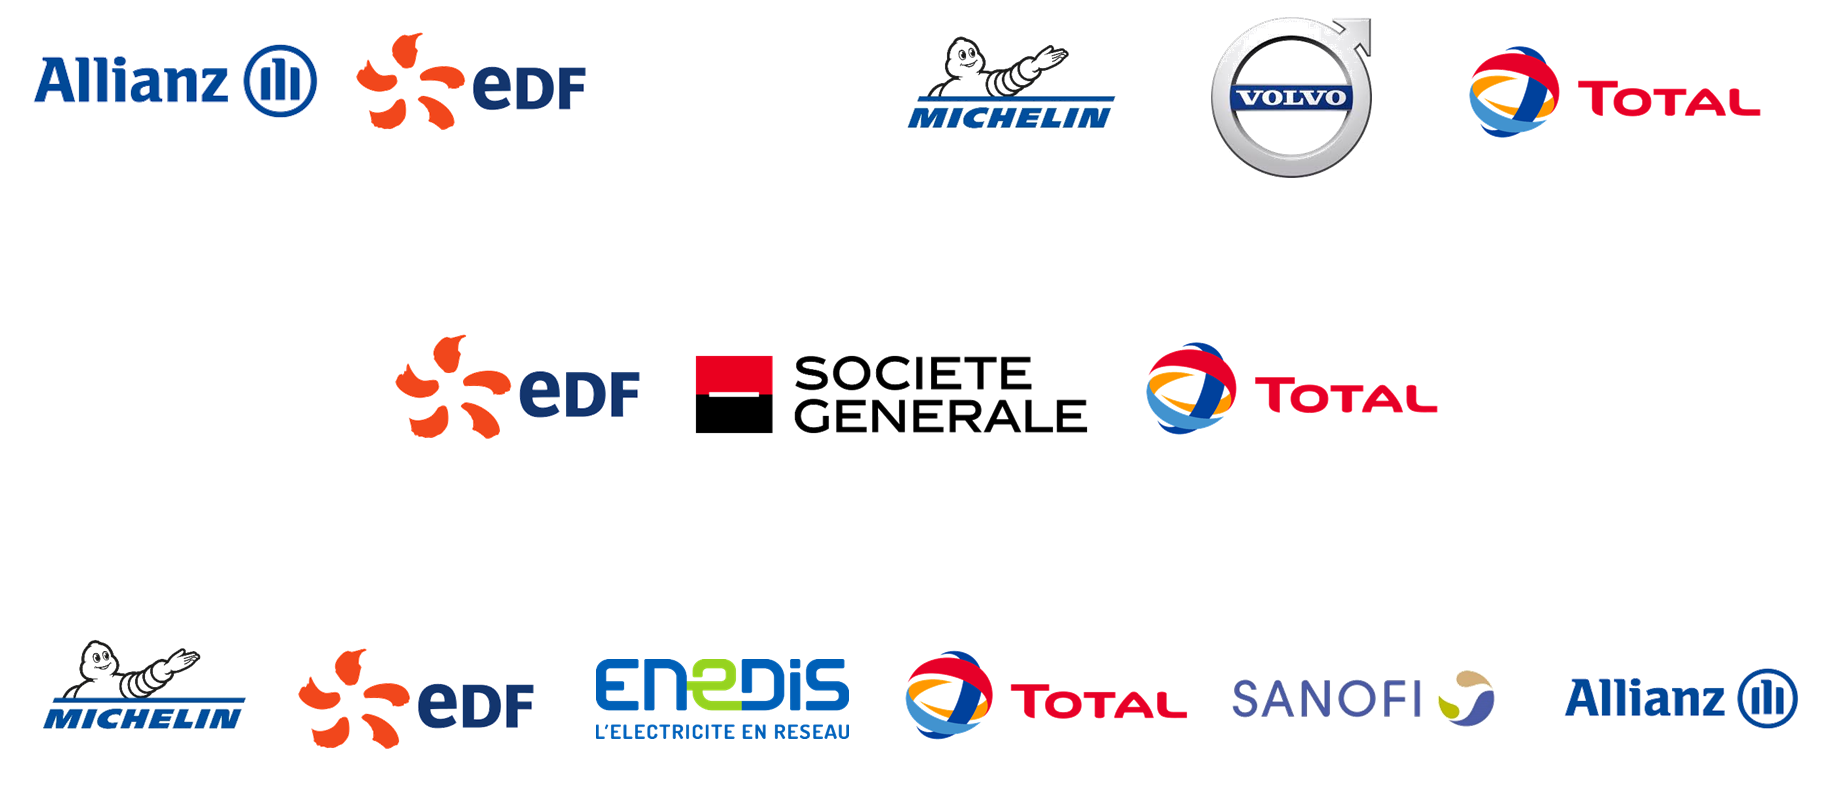 Allianz
eDF
MICHELIN
VOLVO
TOTAL
eDF
SOCIETE
GENERALE
TOTAL
MICHELIN
eDF
ENEDIS
L'ELECTRICITE EN RESEAU
TOTAL
SANOFI
Allianz